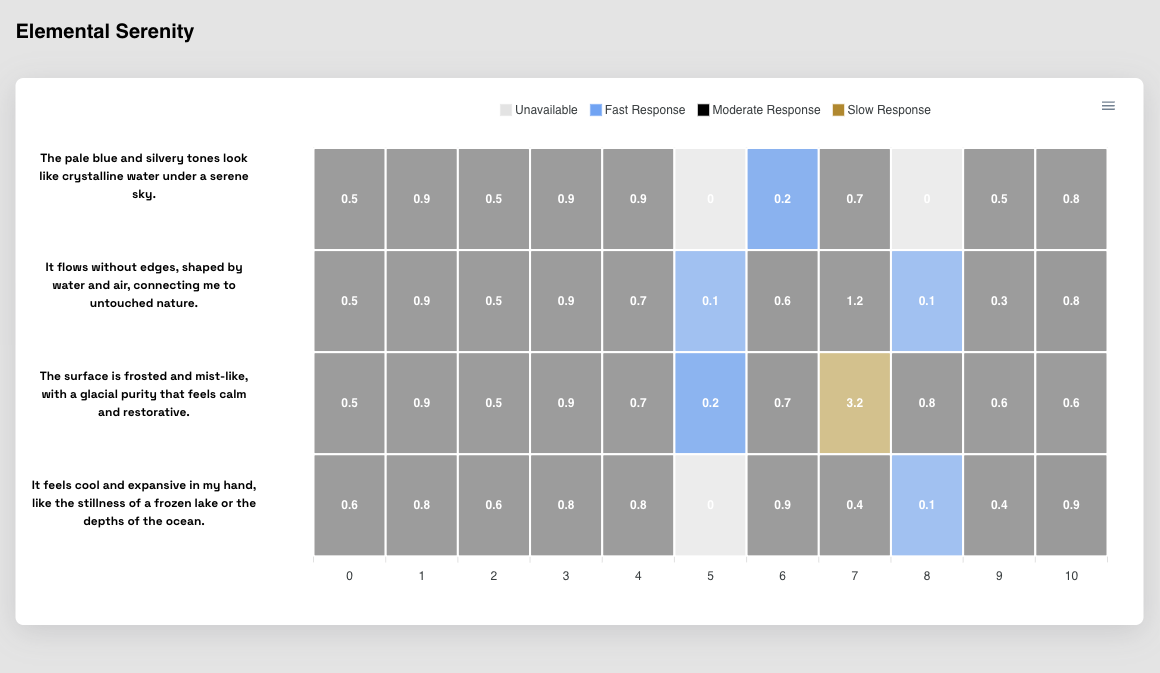 Elemental Serenity
Unavailable Fast Response Moderate Response Slow Response
The pale blue and silvery tones look
like crystalline water under a serene
sky.
0.5 0.9 0.5 0.9 0.9 0 0.2 0.7 0 0.5 0.8
It flows without edges, shaped by
water and air, connecting me to
untouched nature.
0.5 0.9 0.5 0.9 0.7 0.1 0.6 1.2 0.1 0.3 0.8
The surface is frosted and mist-like,
with a glacial purity that feels calm
and restorative.
0.5 0.9 0.5 0.9 0.7 0.2 0.7 3.2 0.8 0.6 0.6
It feels cool and expansive in my hand,
like the stillness of a frozen lake or the
depths of the ocean.
0.6 0.8 0.6 0.8 0.8 0 0.9 0.4 0.1 0.4 0.9
0 1 2 3 4 5 6 7 8 9 10